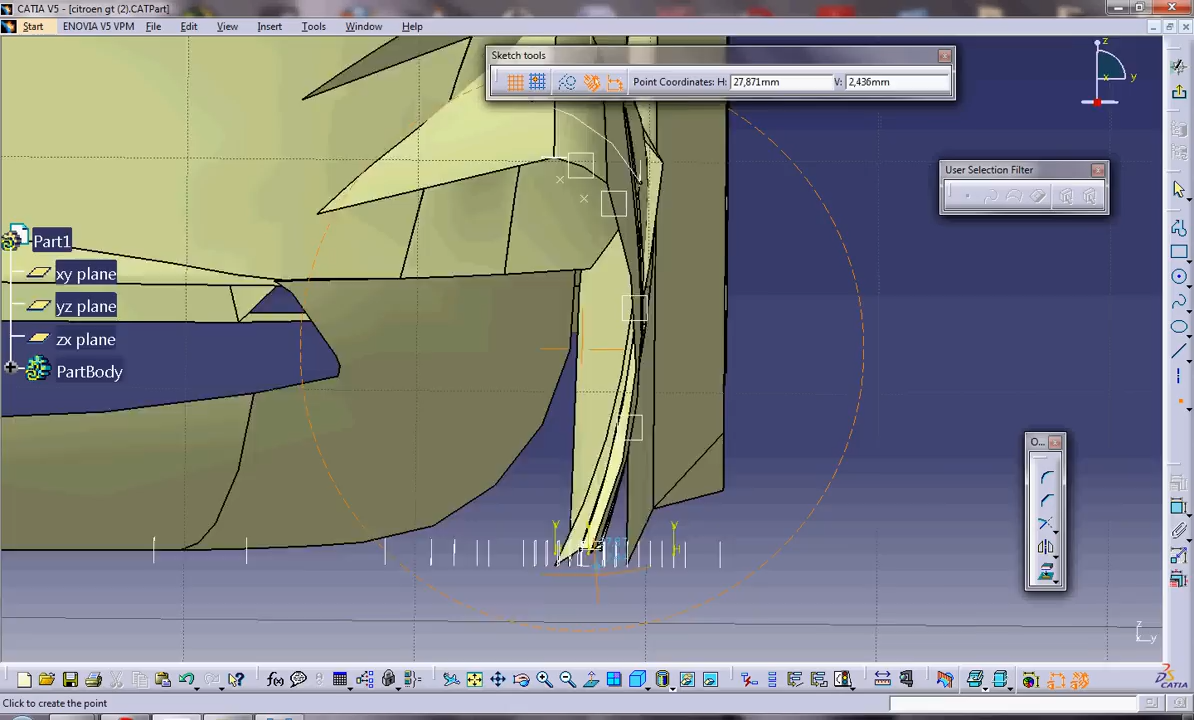 CATIA V5 - [citroen gt (2).CATPart]
Start ENOVIA V5 VPM File Edit View Insert Tools Window Help
Sketch tools
Point Coordinates: H: 27,871mm V: 2,436mm
z
x y
User Selection Filter
Part1
xy plane
yz plane
zx plane
PartBody
O...
Y Y
H
z
y
f(x)
CATIA
Click to create the point